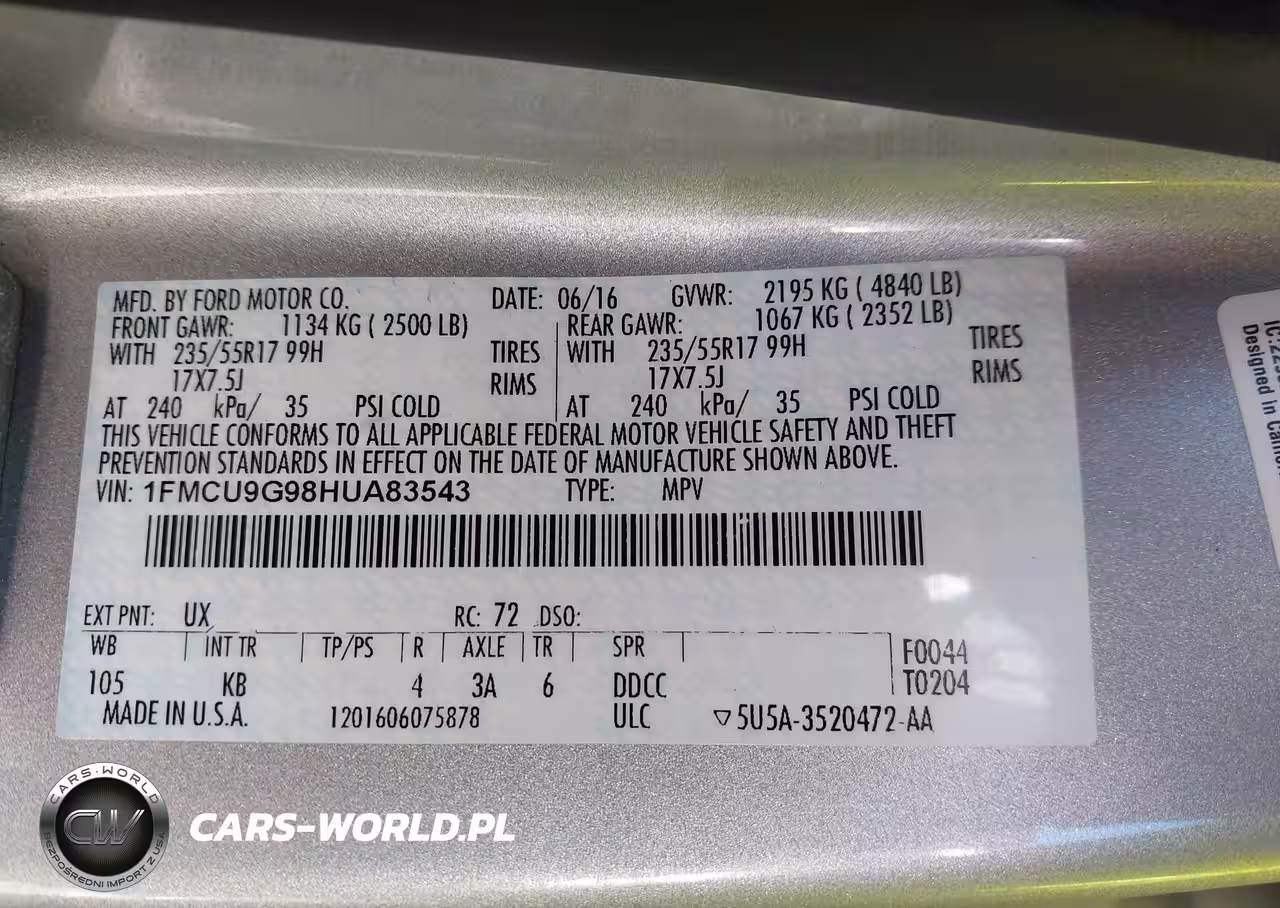 MFD. BY FORD MOTOR CO. DATE: 06/16 GVWR: 2195 KG ( 4840 LB)
FRONT GAWR: 1134 KG ( 2500 LB) REAR GAWR: 1067 KG ( 2352 LB)
WITH 235/55R17 99H TIRES WITH 235/55R17 99H TIRES
17X7.5J RIMS 17X7.5J RIMS
AT 240 kPa/ 35 PSI COLD AT 240 kPa/ 35 PSI COLD
THIS VEHICLE CONFORMS TO ALL APPLICABLE FEDERAL MOTOR VEHICLE SAFETY AND THEFT
PREVENTION STANDARDS IN EFFECT ON THE DATE OF MANUFACTURE SHOWN ABOVE.
VIN: 1FMCU9G98HUA83543 TYPE: MPV
EXT PNT: UX RC: 72 DSO:
WB INT TR TP/PS R AXLE TR SPR F0044
105 KB 4 3A 6 DDCC T0204
MADE IN U.S.A. 1201606075878 ULC ▽5U5A-3520472-AA
Designed in
CARS-WORLD
CW
BEZPOŚREDNI IMPORT Z USA
CARS-WORLD.PL